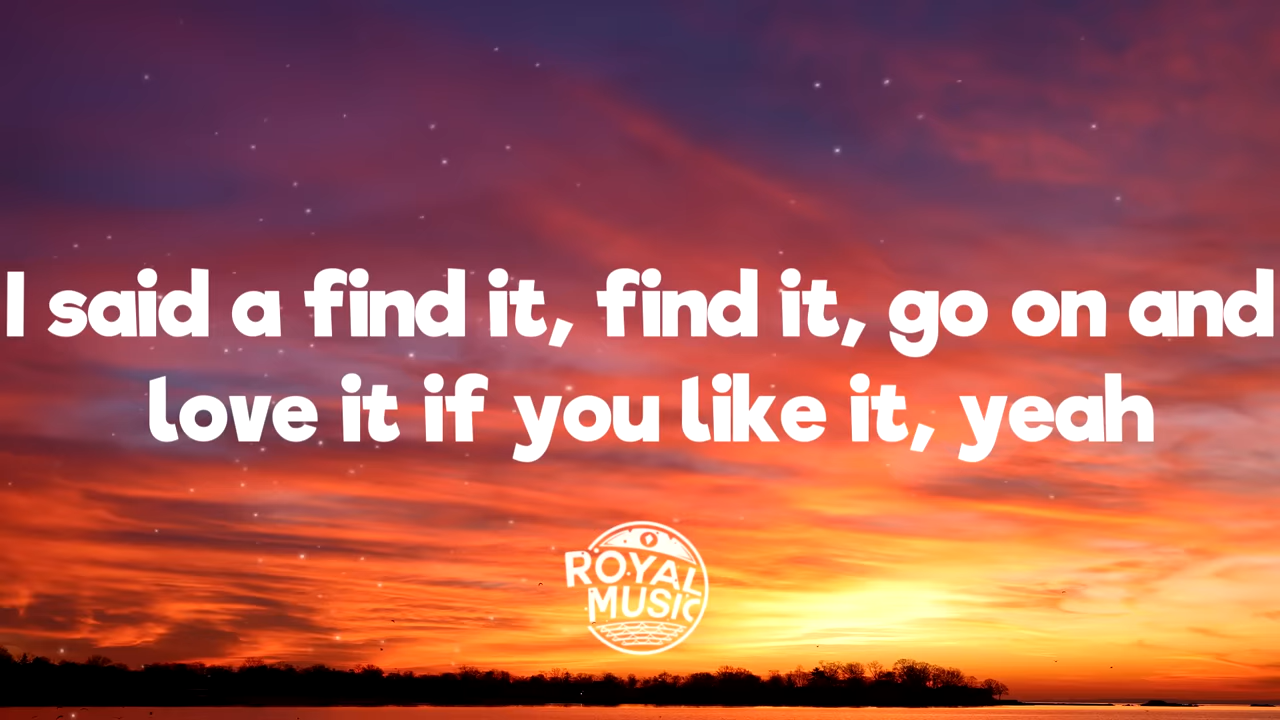 I said a find it, find it, go on and
love it if you like it, yeah
ROYAL
MUSIC